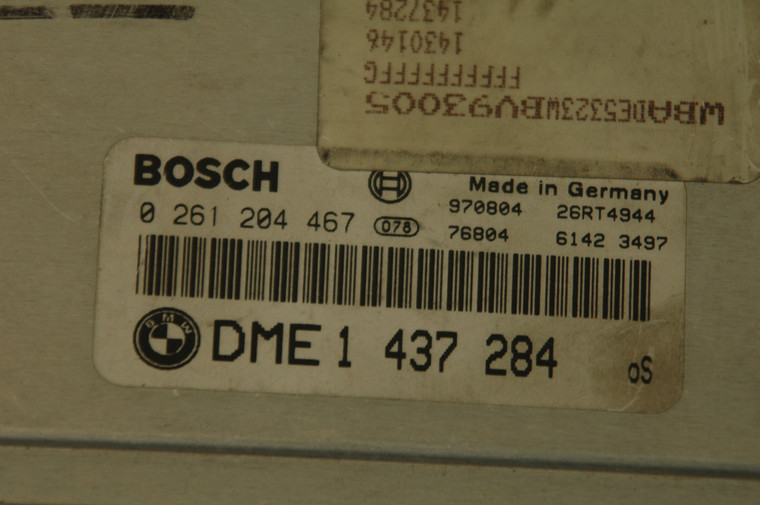 1437284
1430146
FFFFFFFFFG
WBADE5323WBV93005
BOSCH
Made in Germany
0 261 204 467
078
970804 26RT4944
76804 6142 3497
BMW
DME 1 437 284
oS